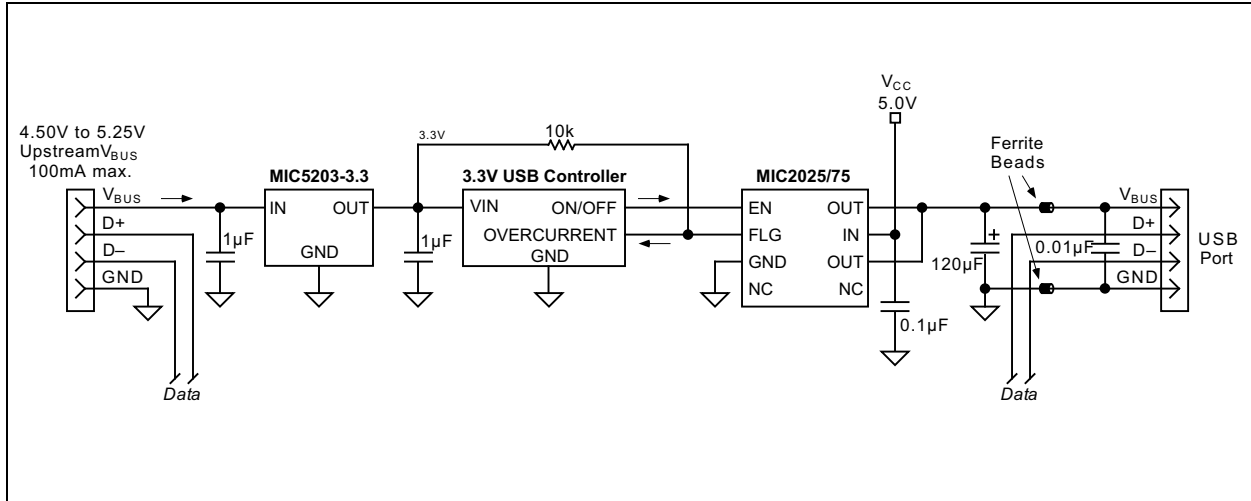 4.50V to 5.25V
UpstreamVBUS
100mA max.
VBUS
D+
D–
GND
Data
1µF
MIC5203-3.3
IN
OUT
GND
1µF
3.3V
10k
3.3V USB Controller
VIN
ON/OFF
OVERCURRENT
GND
MIC2025/75
EN
OUT
FLG
IN
GND
OUT
NC
NC
VCC
5.0V
0.1µF
120µF
+
Ferrite
Beads
0.01µF
VBUS
D+
D–
GND
USB
Port
Data